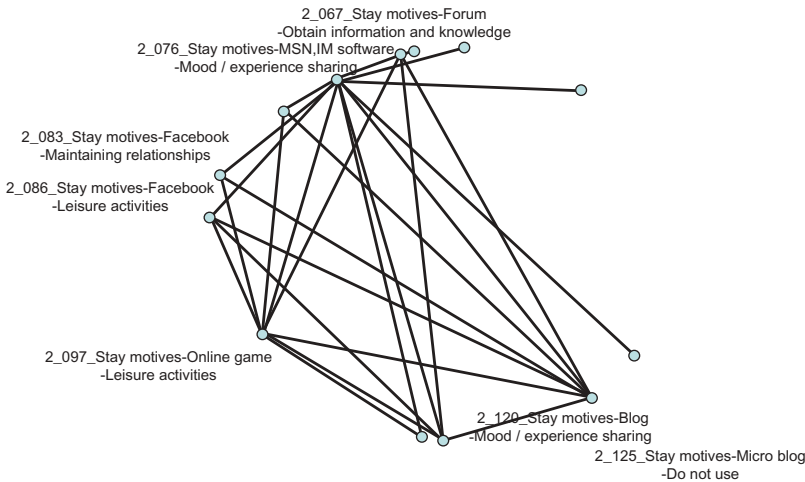 2_067_Stay motives-Forum
-Obtain information and knowledge
2_076_Stay motives-MSN,IM software
-Mood / experience sharing
2_083_Stay motives-Facebook
-Maintaining relationships
2_086_Stay motives-Facebook
-Leisure activities
2_097_Stay motives-Online game
-Leisure activities
2_120_Stay motives-Blog
-Mood / experience sharing
2_125_Stay motives-Micro blog
-Do not use